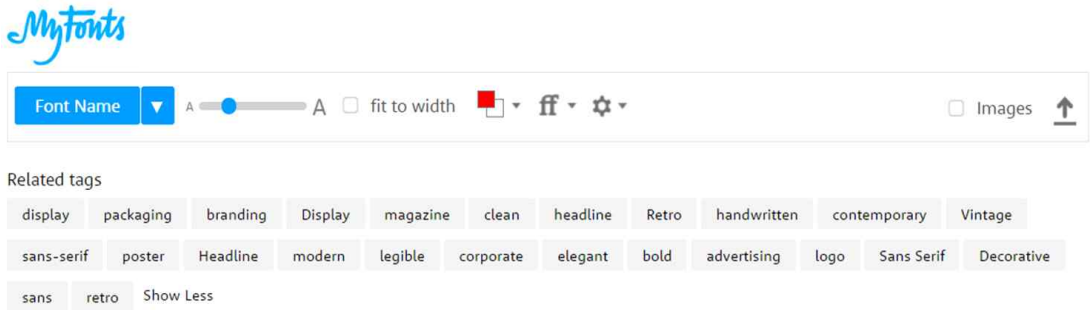 MyFonts
Font Name A A fit to width ff Images
Related tags
display packaging branding Display magazine clean headline Retro handwritten contemporary Vintage
sans-serif poster Headline modern legible corporate elegant bold advertising logo Sans Serif Decorative
sans retro Show Less